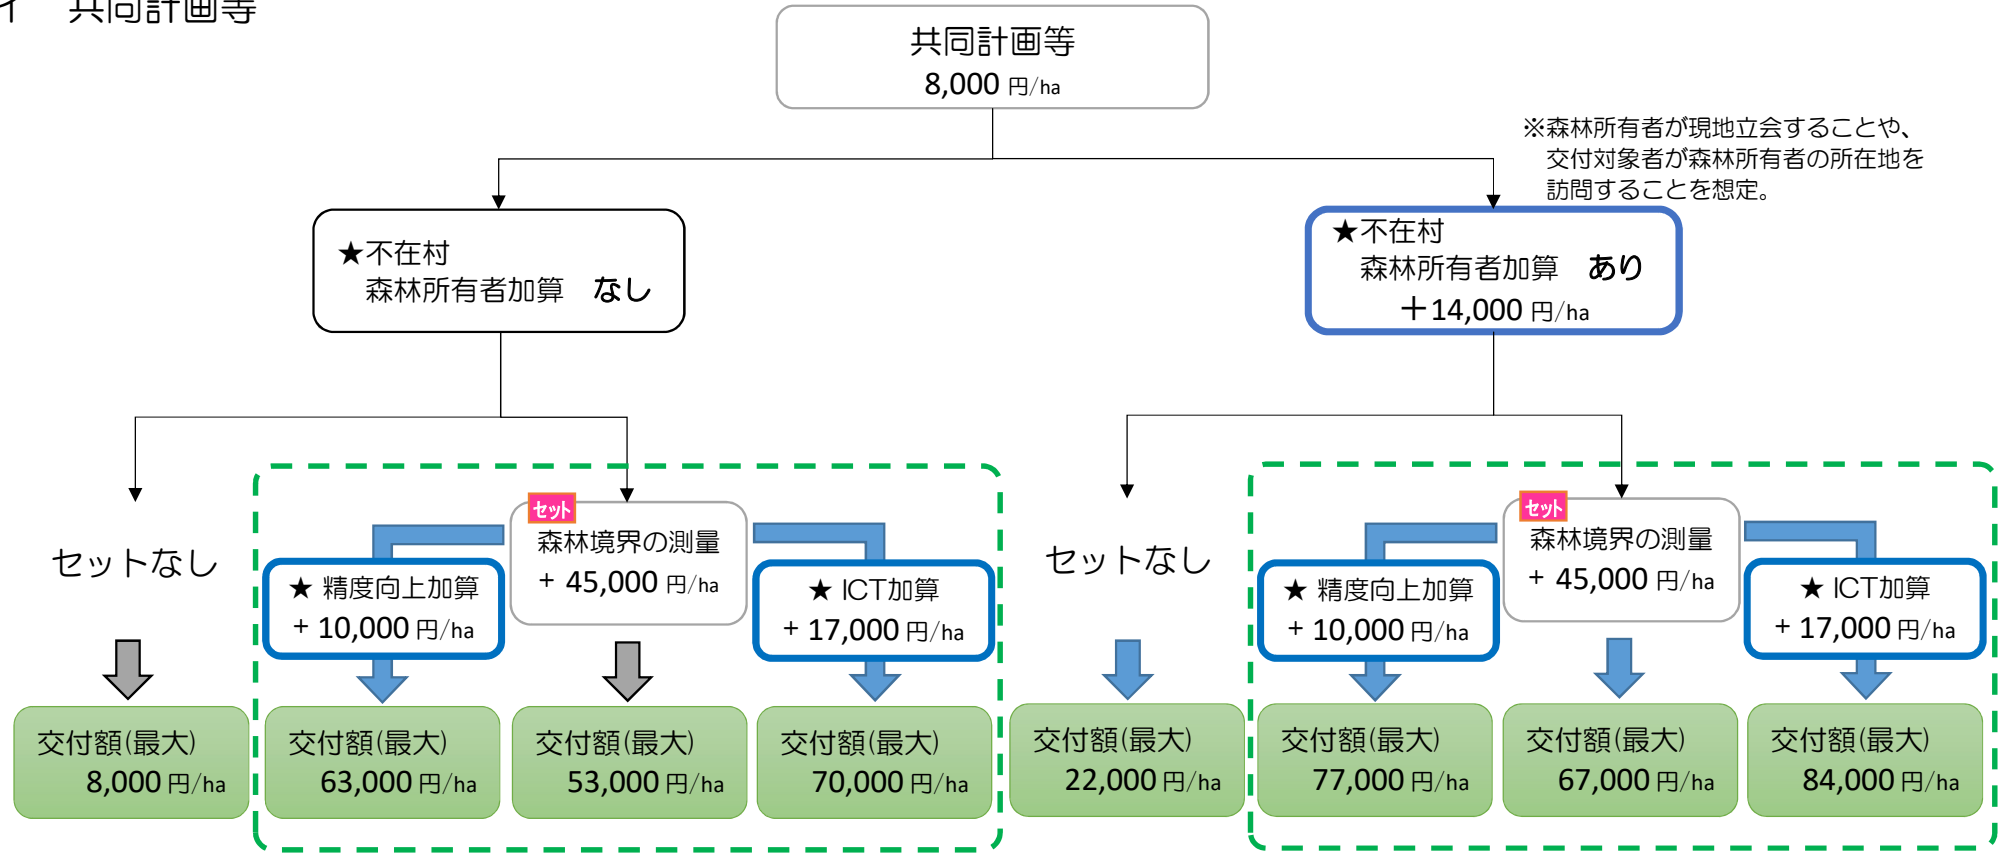 イ　共同計画等
共同計画等
8,000 円/ha
※森林所有者が現地立会することや、
交付対象者が森林所有者の所在地を
訪問することを想定。
★不在村
森林所有者加算　なし
★不在村
森林所有者加算　あり
＋14,000 円/ha
セットなし
★ 精度向上加算
+ 10,000 円/ha
セット
森林境界の測量
+ 45,000 円/ha
★ ICT加算
+ 17,000 円/ha
セットなし
★ 精度向上加算
+ 10,000 円/ha
セット
森林境界の測量
+ 45,000 円/ha
★ ICT加算
+ 17,000 円/ha
交付額(最大)
8,000 円/ha
交付額(最大)
63,000 円/ha
交付額(最大)
53,000 円/ha
交付額(最大)
70,000 円/ha
交付額(最大)
22,000 円/ha
交付額(最大)
77,000 円/ha
交付額(最大)
67,000 円/ha
交付額(最大)
84,000 円/ha